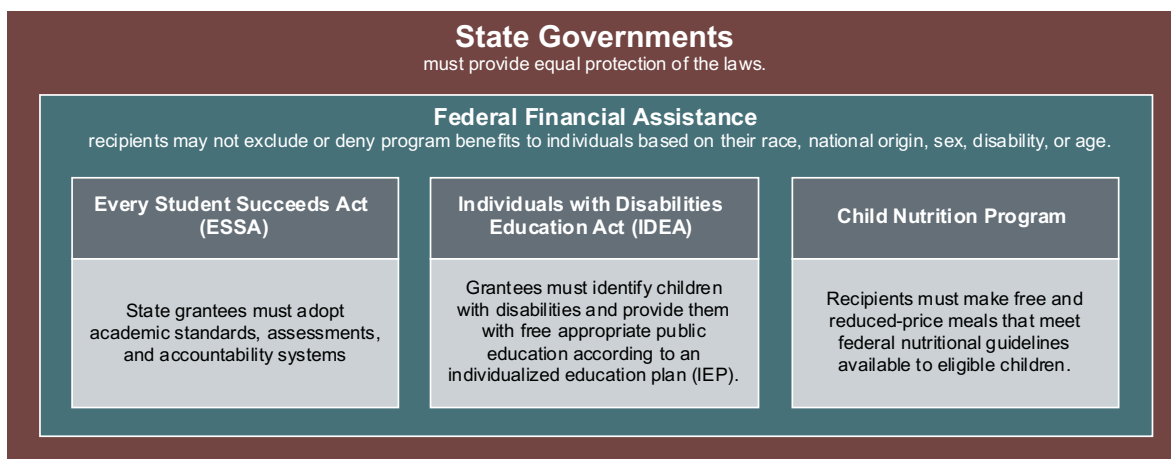 State Governments
must provide equal protection of the laws.
Federal Financial Assistance
recipients may not exclude or deny program benefits to individuals based on their race, national origin, sex, disability, or age.
Every Student Succeeds Act
(ESSA)
State grantees must adopt
academic standards, assessments,
and accountability systems
Individuals with Disabilities
Education Act (IDEA)
Grantees must identify children
with disabilities and provide them
with free appropriate public
education according to an
individualized education plan (IEP).
Child Nutrition Program
Recipients must make free and
reduced-price meals that meet
federal nutritional guidelines
available to eligible children.